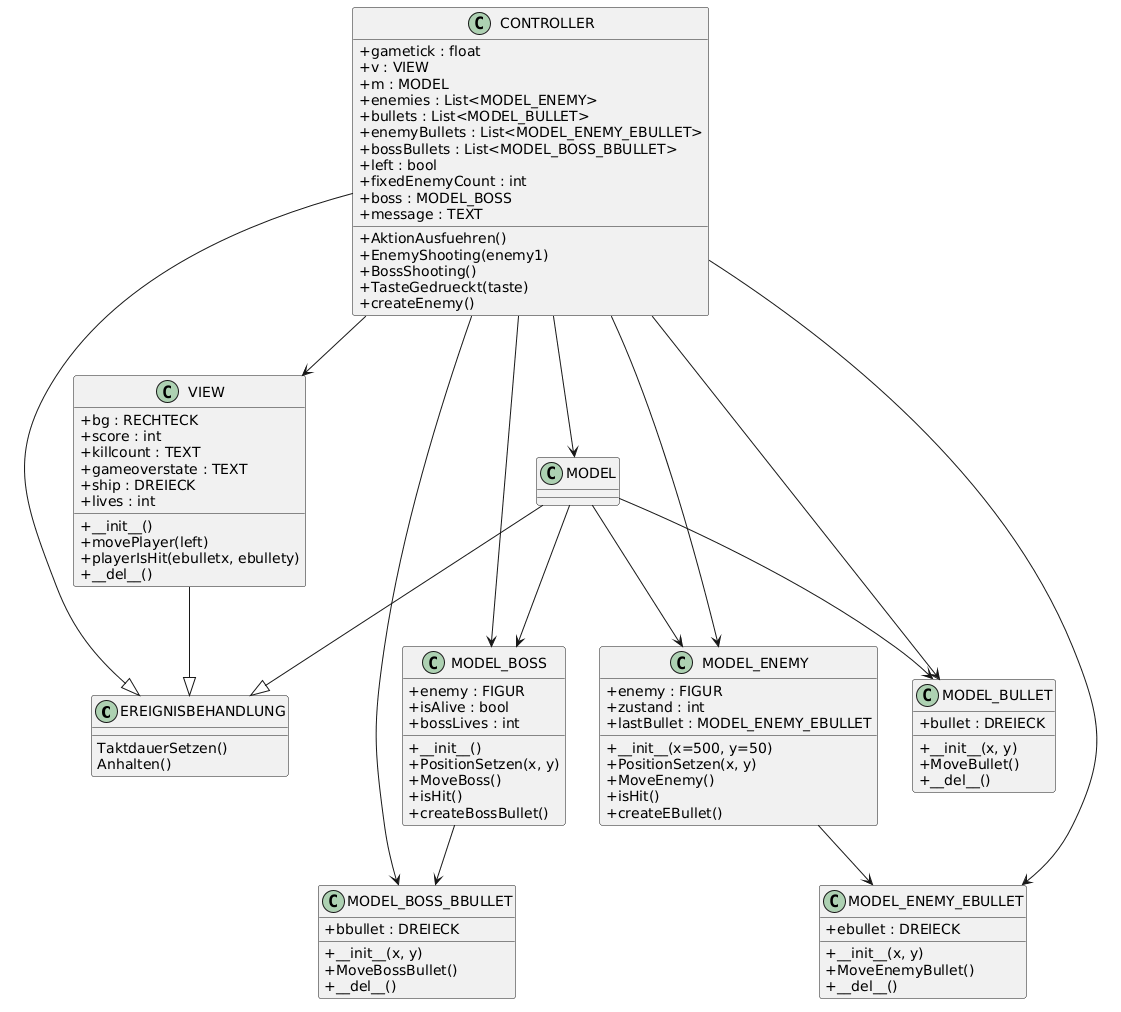 C CONTROLLER
+gametick : float
+v : VIEW
+m : MODEL
+enemies : List<MODEL_ENEMY>
+bullets : List<MODEL_BULLET>
+enemyBullets : List<MODEL_ENEMY_EBULLET>
+bossBullets : List<MODEL_BOSS_BBULLET>
+left : bool
+fixedEnemyCount : int
+boss : MODEL_BOSS
+message : TEXT
+AktionAusfuehren()
+EnemyShooting(enemy1)
+BossShooting()
+TasteGedrueckt(taste)
+createEnemy()
C VIEW
+bg : RECHTECK
+score : int
+killcount : TEXT
+gameoverstate : TEXT
+ship : DREIECK
+lives : int
+__init__()
+movePlayer(left)
+playerIsHit(ebulletx, ebullety)
+__del__()
C MODEL
C EREIGNISBEHANDLUNG
TaktdauerSetzen()
Anhalten()
C MODEL_BOSS
+enemy : FIGUR
+isAlive : bool
+bossLives : int
+__init__()
+PositionSetzen(x, y)
+MoveBoss()
+isHit()
+createBossBullet()
C MODEL_ENEMY
+enemy : FIGUR
+zustand : int
+lastBullet : MODEL_ENEMY_EBULLET
+__init__(x=500, y=50)
+PositionSetzen(x, y)
+MoveEnemy()
+isHit()
+createEBullet()
C MODEL_BULLET
+bullet : DREIECK
+__init__(x, y)
+MoveBullet()
+__del__()
C MODEL_BOSS_BBULLET
+bbullet : DREIECK
+__init__(x, y)
+MoveBossBullet()
+__del__()
C MODEL_ENEMY_EBULLET
+ebullet : DREIECK
+__init__(x, y)
+MoveEnemyBullet()
+__del__()